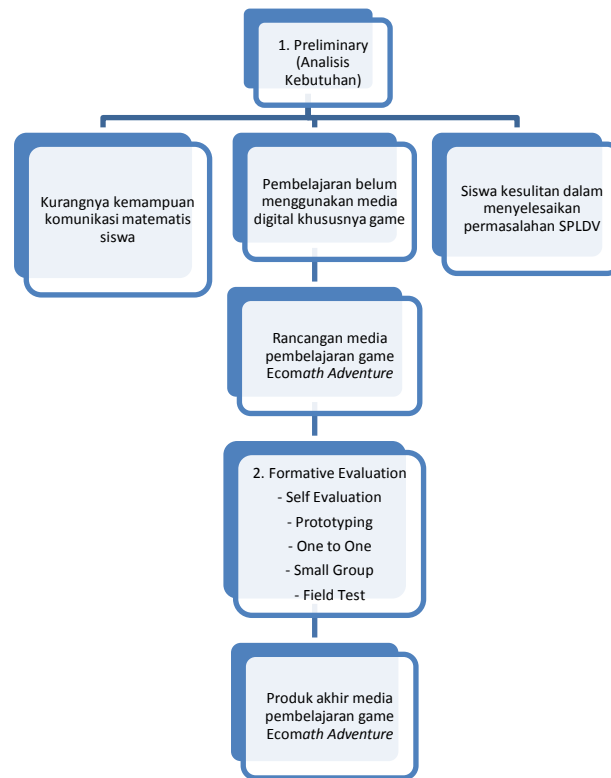 1. Preliminary
(Analisis
Kebutuhan)
Kurangnya kemampuan
komunikasi matematis
siswa
Pembelajaran belum
menggunakan media
digital khususnya game
Siswa kesulitan dalam
menyelesaikan
permasalahan SPLDV
Rancangan media
pembelajaran game
Ecomath Adventure
2. Formative Evaluation
- Self Evaluation
- Prototyping
- One to One
- Small Group
- Field Test
Produk akhir media
pembelajaran game
Ecomath Adventure